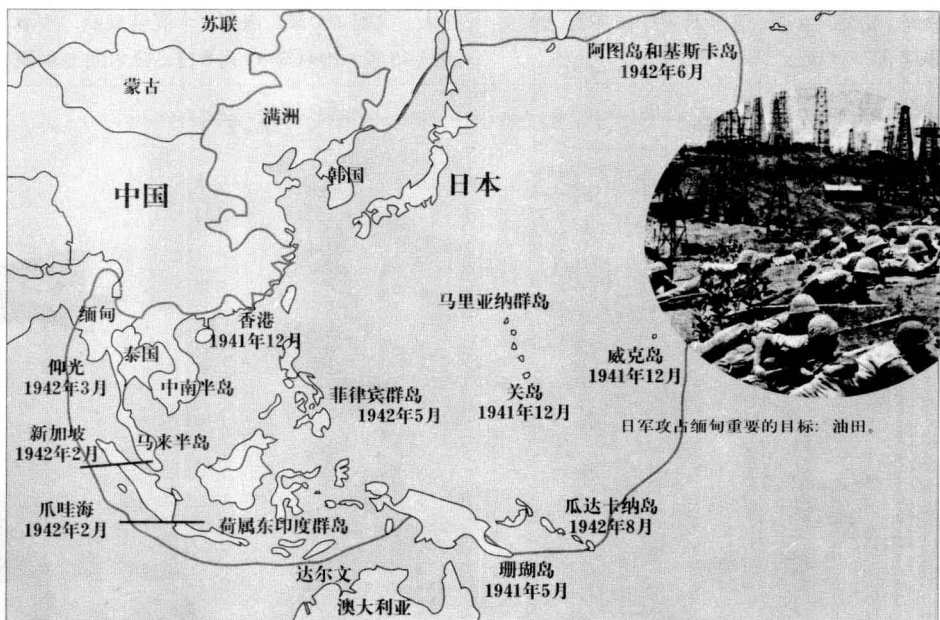 苏联
阿图岛和基斯卡岛
1942年6月
蒙古
满洲
韩国
中国
日本
缅甸
香港
1941年12月
马里亚纳群岛
泰国
仰光
1942年3月
中南半岛
菲律宾群岛
1942年5月
关岛
1941年12月
威克岛
1941年12月
日军攻占缅甸重要的目标：油田。
新加坡
1942年2月
马来半岛
爪哇海
1942年2月
荷属东印度群岛
瓜达卡纳岛
1942年8月
达尔文
珊瑚岛
1941年5月
澳大利亚